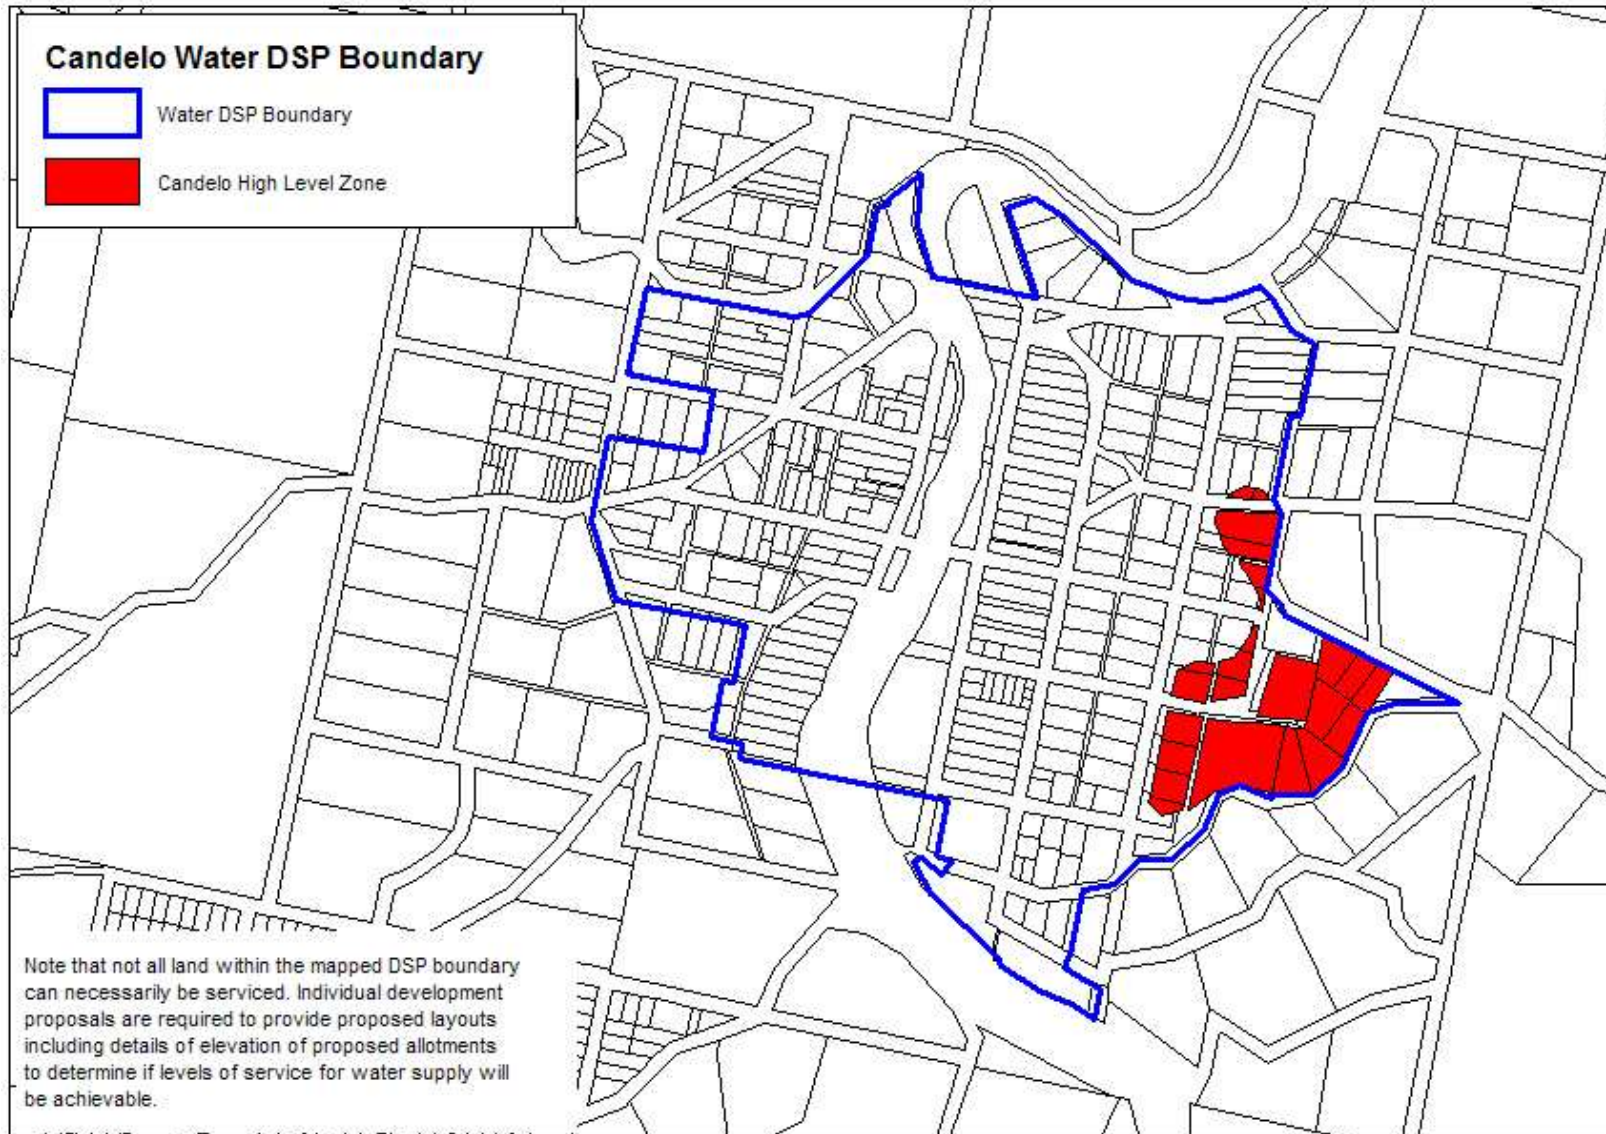 Candelo Water DSP Boundary
Water DSP Boundary
Candelo High Level Zone
Note that not all land within the mapped DSP boundary
can necessarily be serviced. Individual development
proposals are required to provide proposed layouts
including details of elevation of proposed allotments
to determine if levels of service for water supply will
be achievable.